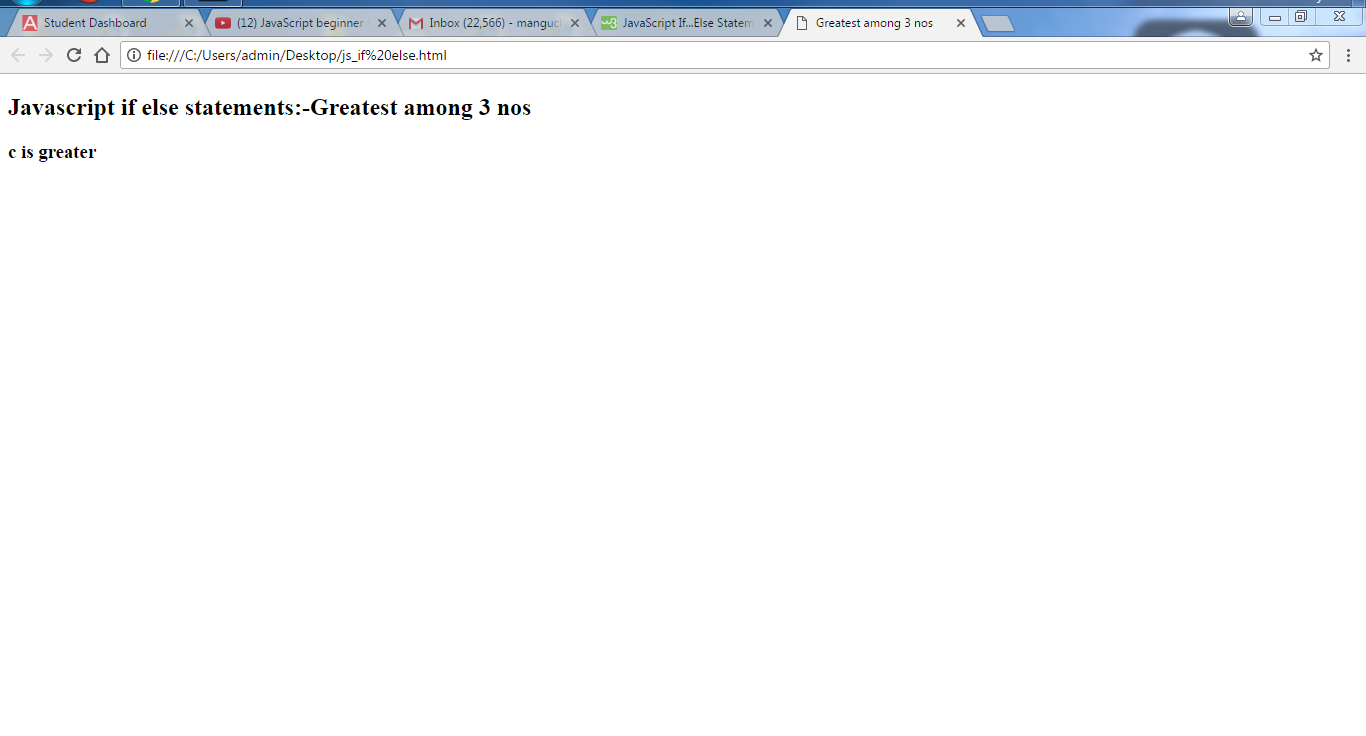 Student Dashboard
(12) JavaScript beginner
Inbox (22,566) -
JavaScript If...Else Statem
Greatest among 3 nos
file:///C:/Users/admin/Desktop/js_if%20else.html
Javascript if else statements:-Greatest among 3 nos
c is greater